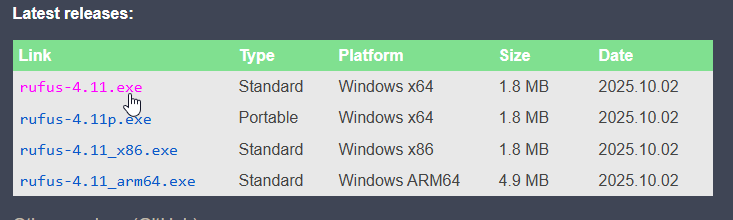 Latest releases:
Link Type Platform Size Date
rufus-4.11.exe Standard Windows x64 1.8 MB 2025.10.02
rufus-4.11p.exe Portable Windows x64 1.8 MB 2025.10.02
rufus-4.11_x86.exe Standard Windows x86 1.8 MB 2025.10.02
rufus-4.11_arm64.exe Standard Windows ARM64 4.9 MB 2025.10.02